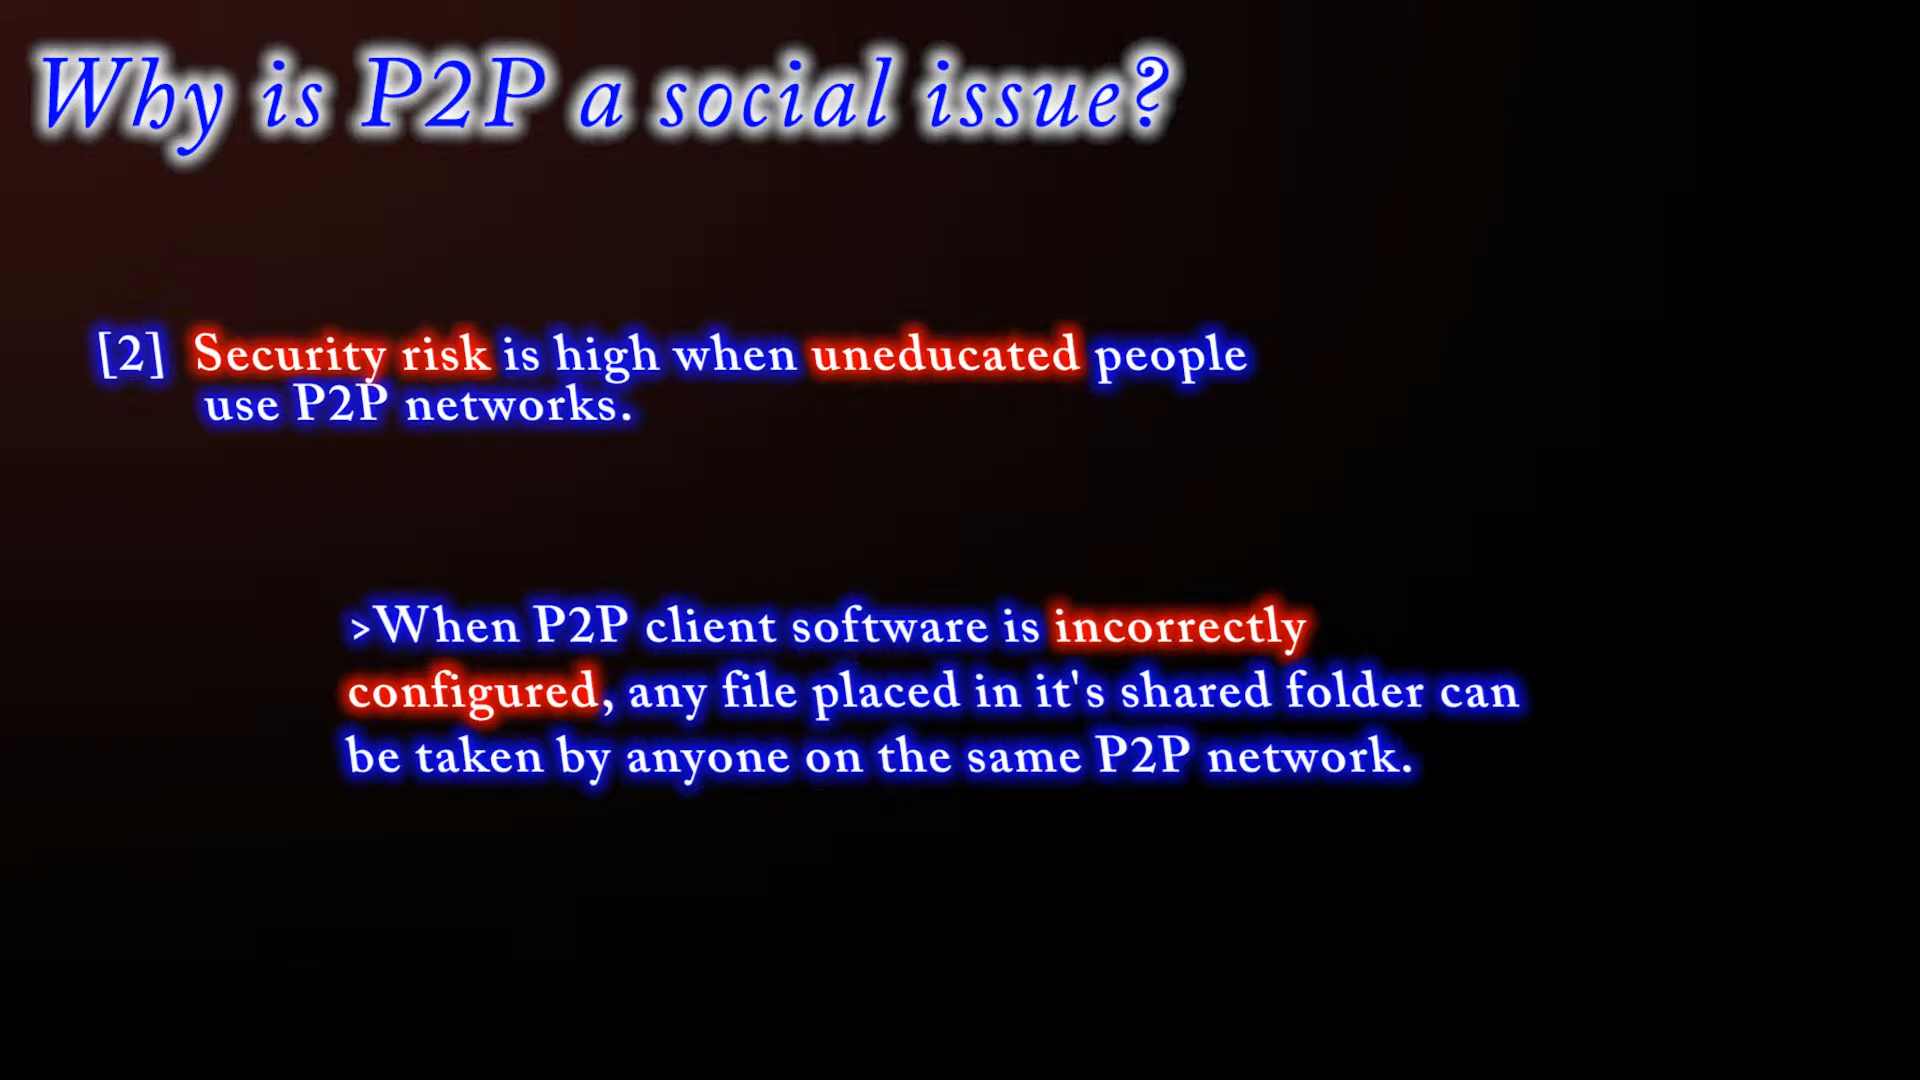 Why is P2P a social issue?
[2] Security risk is high when uneducated people
use P2P networks.
>When P2P client software is incorrectly
configured, any file placed in it's shared folder can
be taken by anyone on the same P2P network.